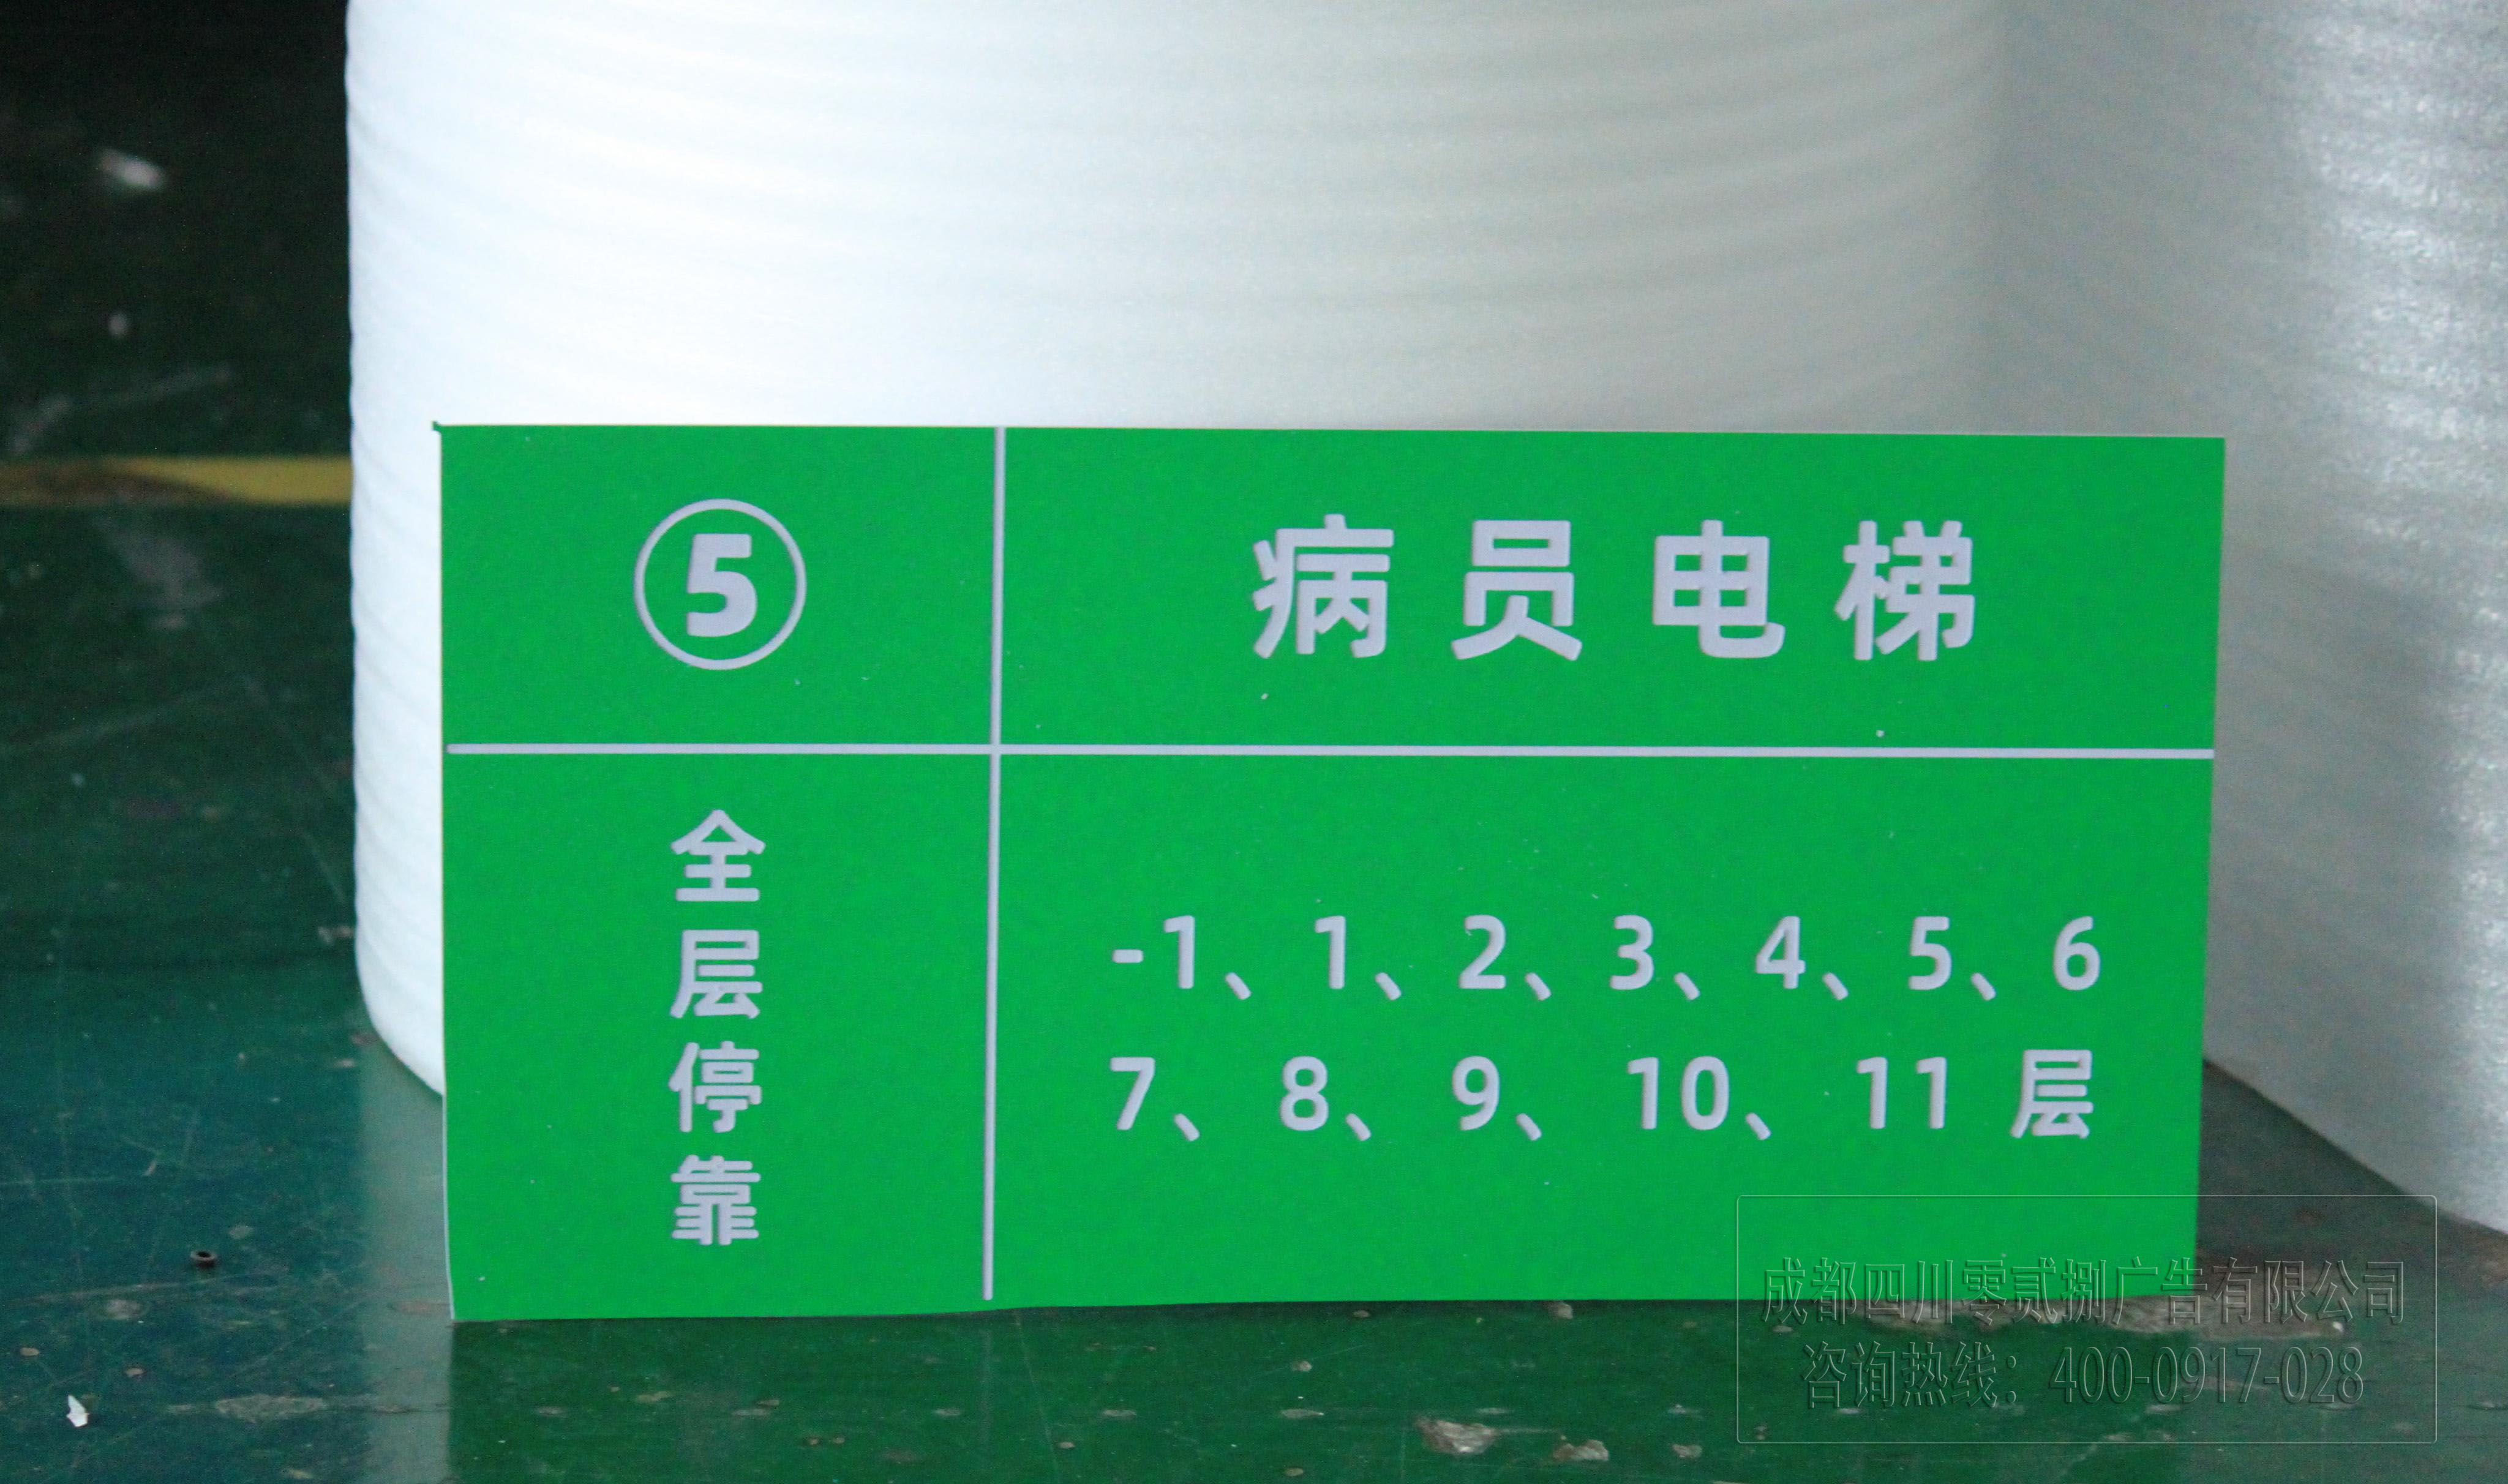 ⑤
病员电梯
全层停靠
-1、1、2、3、4、5、6
7、8、9、10、11 层
成都四川零贰捌广告有限公司
咨询热线：400-0917-028